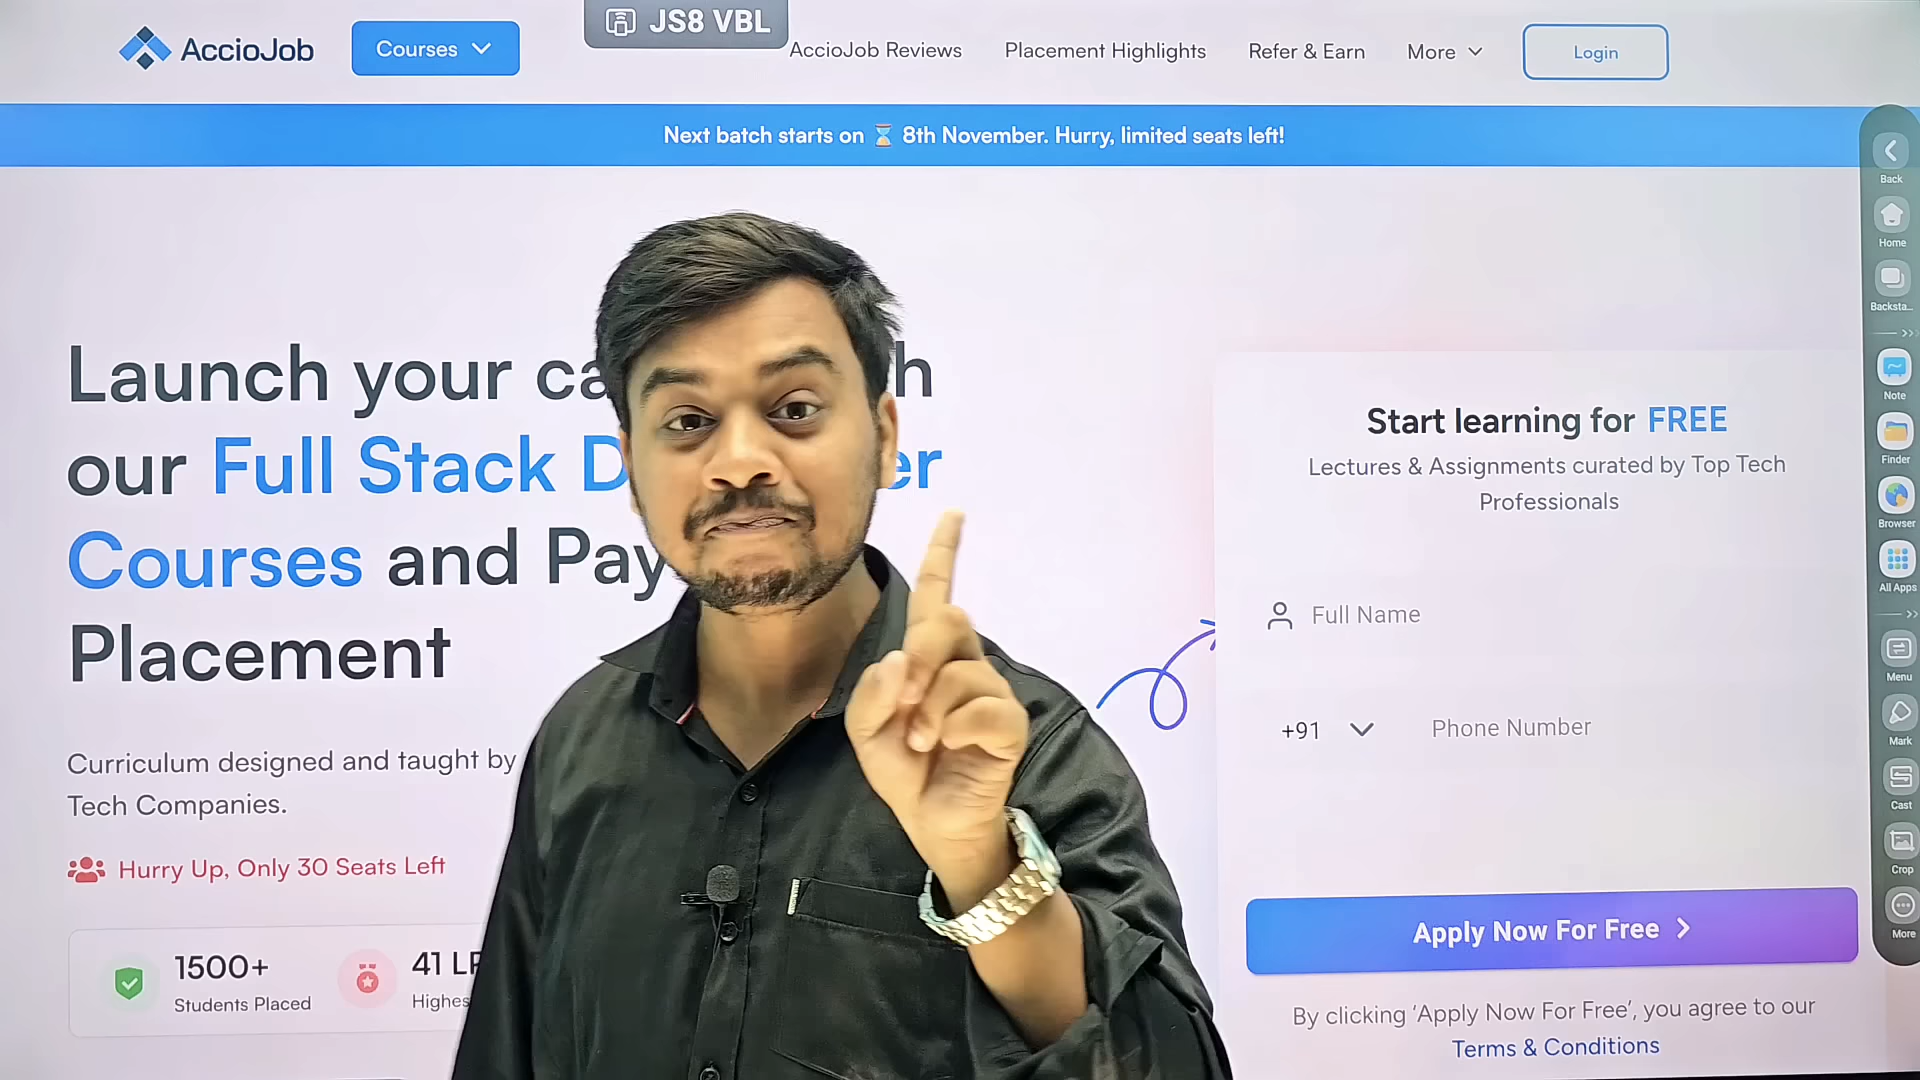 JS8 VBL
AccioJob
Courses
AccioJob Reviews
Placement Highlights
Refer & Earn
More
Login
Next batch starts on ⌛ 8th November. Hurry, limited seats left!
Launch your
our Full Stack
Courses and Pay
Placement
Curriculum designed and taught by
Tech Companies.
Hurry Up, Only 30 Seats Left
1500+
Students Placed
41
Start learning for FREE
Lectures & Assignments curated by Top Tech
Professionals
Full Name
+91
Phone Number
Apply Now For Free
By clicking ‘Apply Now For Free’, you agree to our
Terms & Conditions
Back
Home
Backsta...
Note
Finder
Browser
All Apps
Menu
Mark
Cast
Crop
More